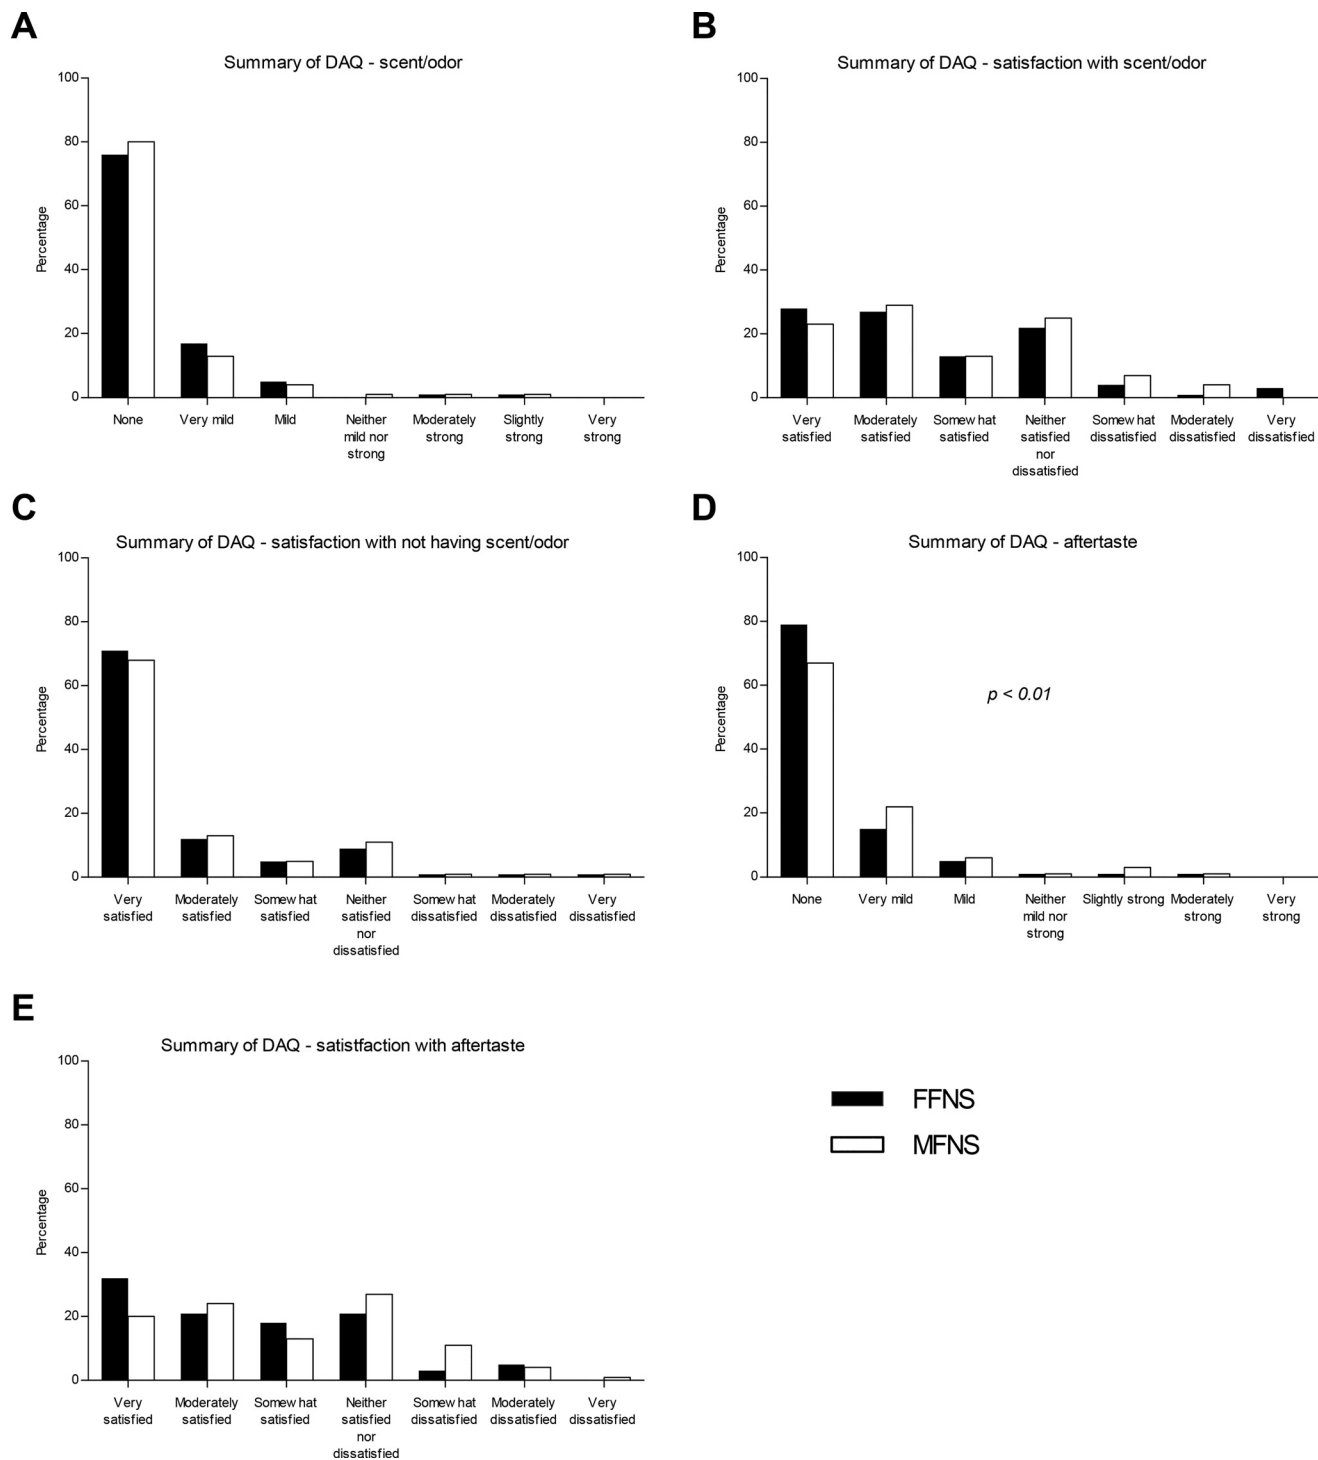 A
Summary of DAQ - scent/odor
100
80
60
40
20
0
Percentage
None Very mild Mild Neither Moderately Slightly Very
mild nor strong strong strong
strong
B
Summary of DAQ - satisfaction with scent/odor
100
80
60
40
20
0
Percentage
Very Moderately Somew hat Neither Somew hat Moderately Very
satisfied satisfied satisfied satisfied dissatisfied dissatisfied dissatisfied
nor
dissatisfied
C
Summary of DAQ - satisfaction with not having scent/odor
100
80
60
40
20
0
Percentage
Very Moderately Somew hat Neither Somew hat Moderately Very
satisfied satisfied satisfied satisfied dissatisfied dissatisfied dissatisfied
nor
dissatisfied
D
Summary of DAQ - aftertaste
100
80
60
40
20
0
Percentage
p < 0.01
None Very mild Mild Neither Slightly strong Moderately Very
mild nor strong strong
strong
E
Summary of DAQ - satistfaction with aftertaste
100
80
60
40
20
0
Percentage
Very Moderately Somew hat Neither Somew hat Moderately Very
satisfied satisfied satisfied satisfied dissatisfied dissatisfied dissatisfied
nor
dissatisfied
FFNS
MFNS